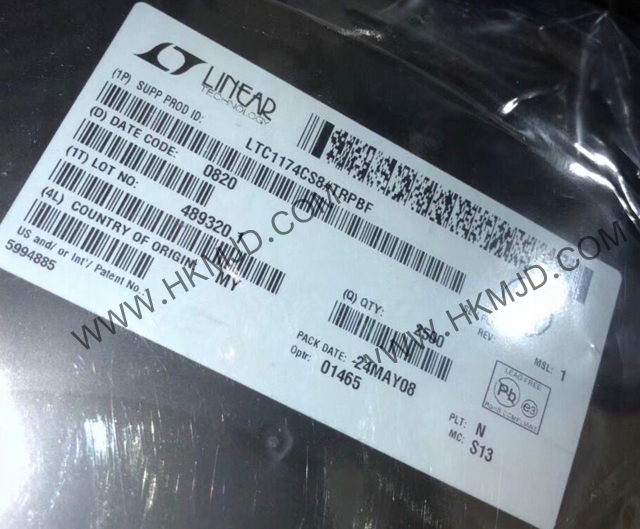 LINEAR
TECHNOLOGY
(1P) SUPP PROD ID:
LTC1174CS8#TRPBF
(D) DATE CODE: 0820
(1T) LOT NO:
489320.1
(4L) COUNTRY OF ORIGIN: MY
US and/ or Int'/ Patent No.
5994885
(Q) QTY:
2500
REV:
PACK DATE: 24MAY08
Optr: 01465
MSL: 1
LEAD FREE
Pb e3
RoHS COMPLIANT
PLT: N
MC: S13
WWW.HKMJD.COM
WWW.HKMJD.COM